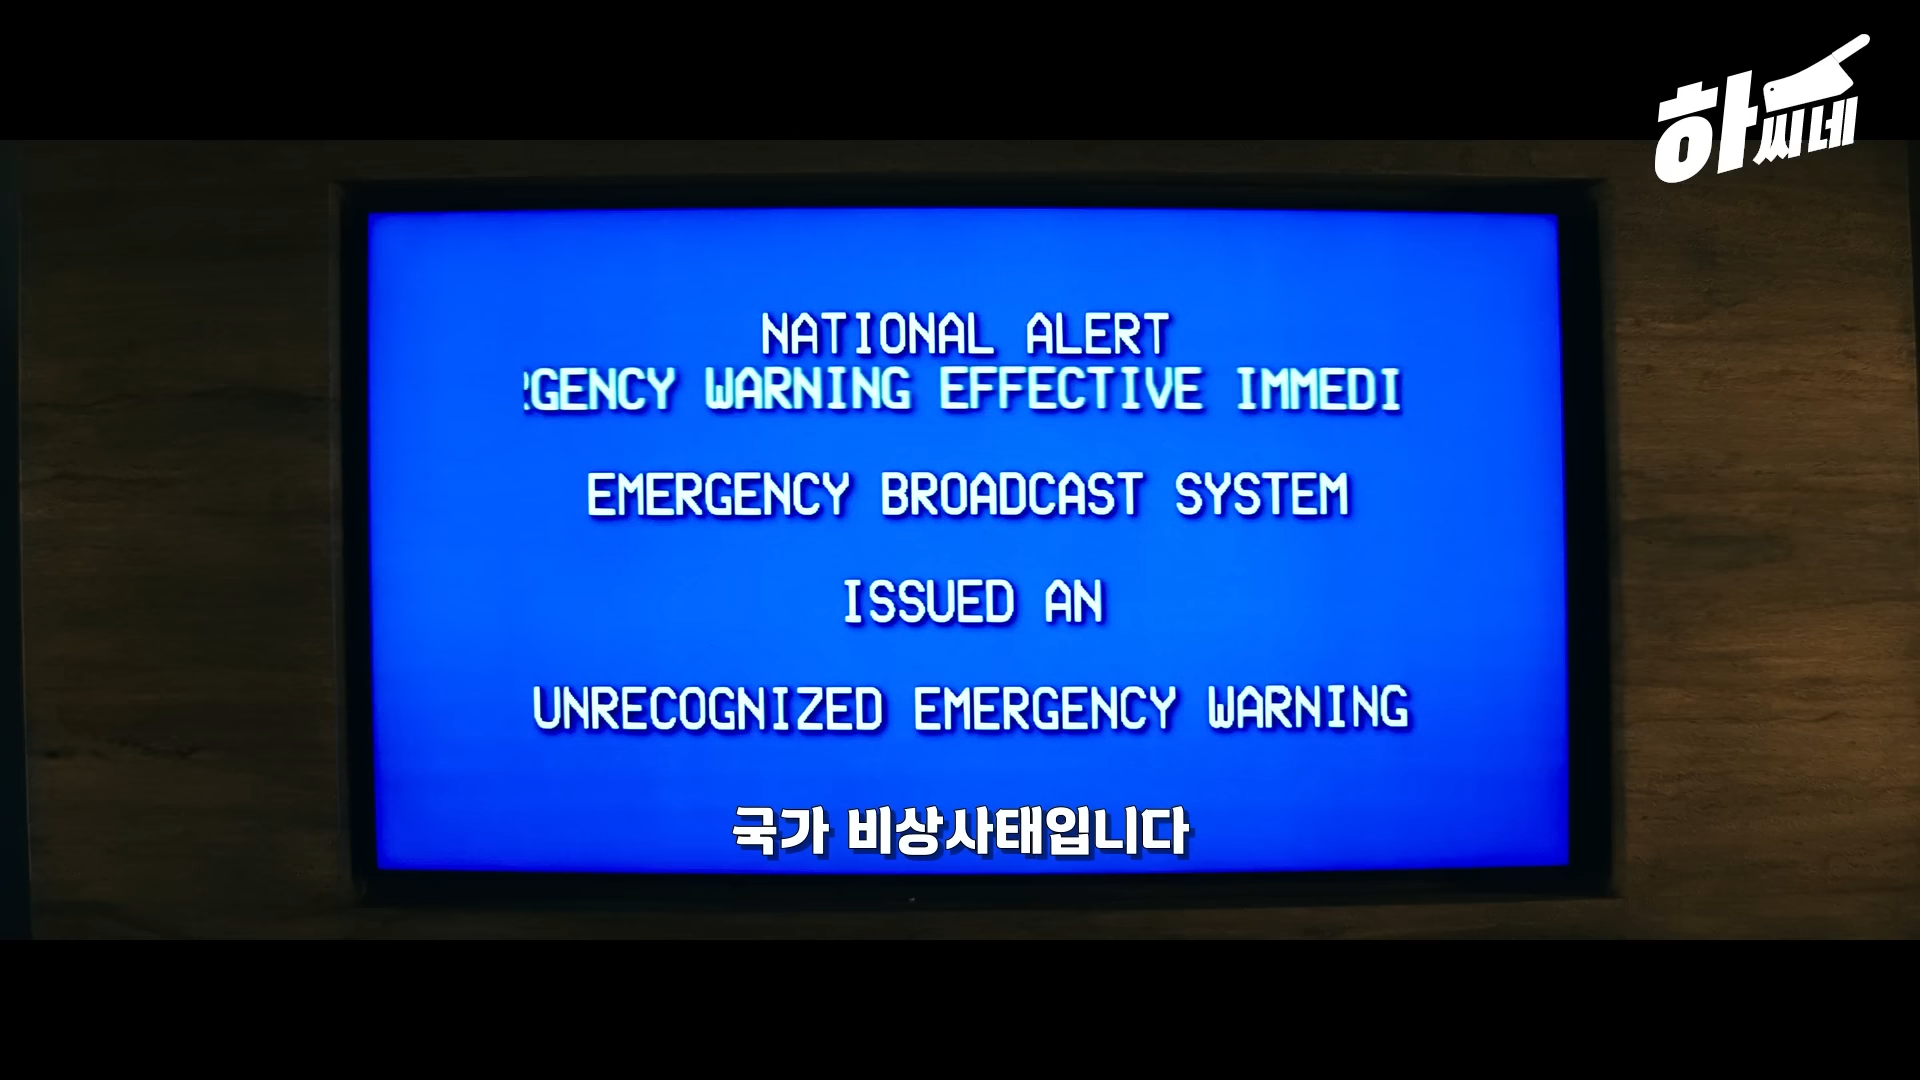 하씨네
NATIONAL ALERT
RGENCY WARNING EFFECTIVE IMMEDI
EMERGENCY BROADCAST SYSTEM
ISSUED AN
UNRECOGNIZED EMERGENCY WARNING
국가 비상사태입니다